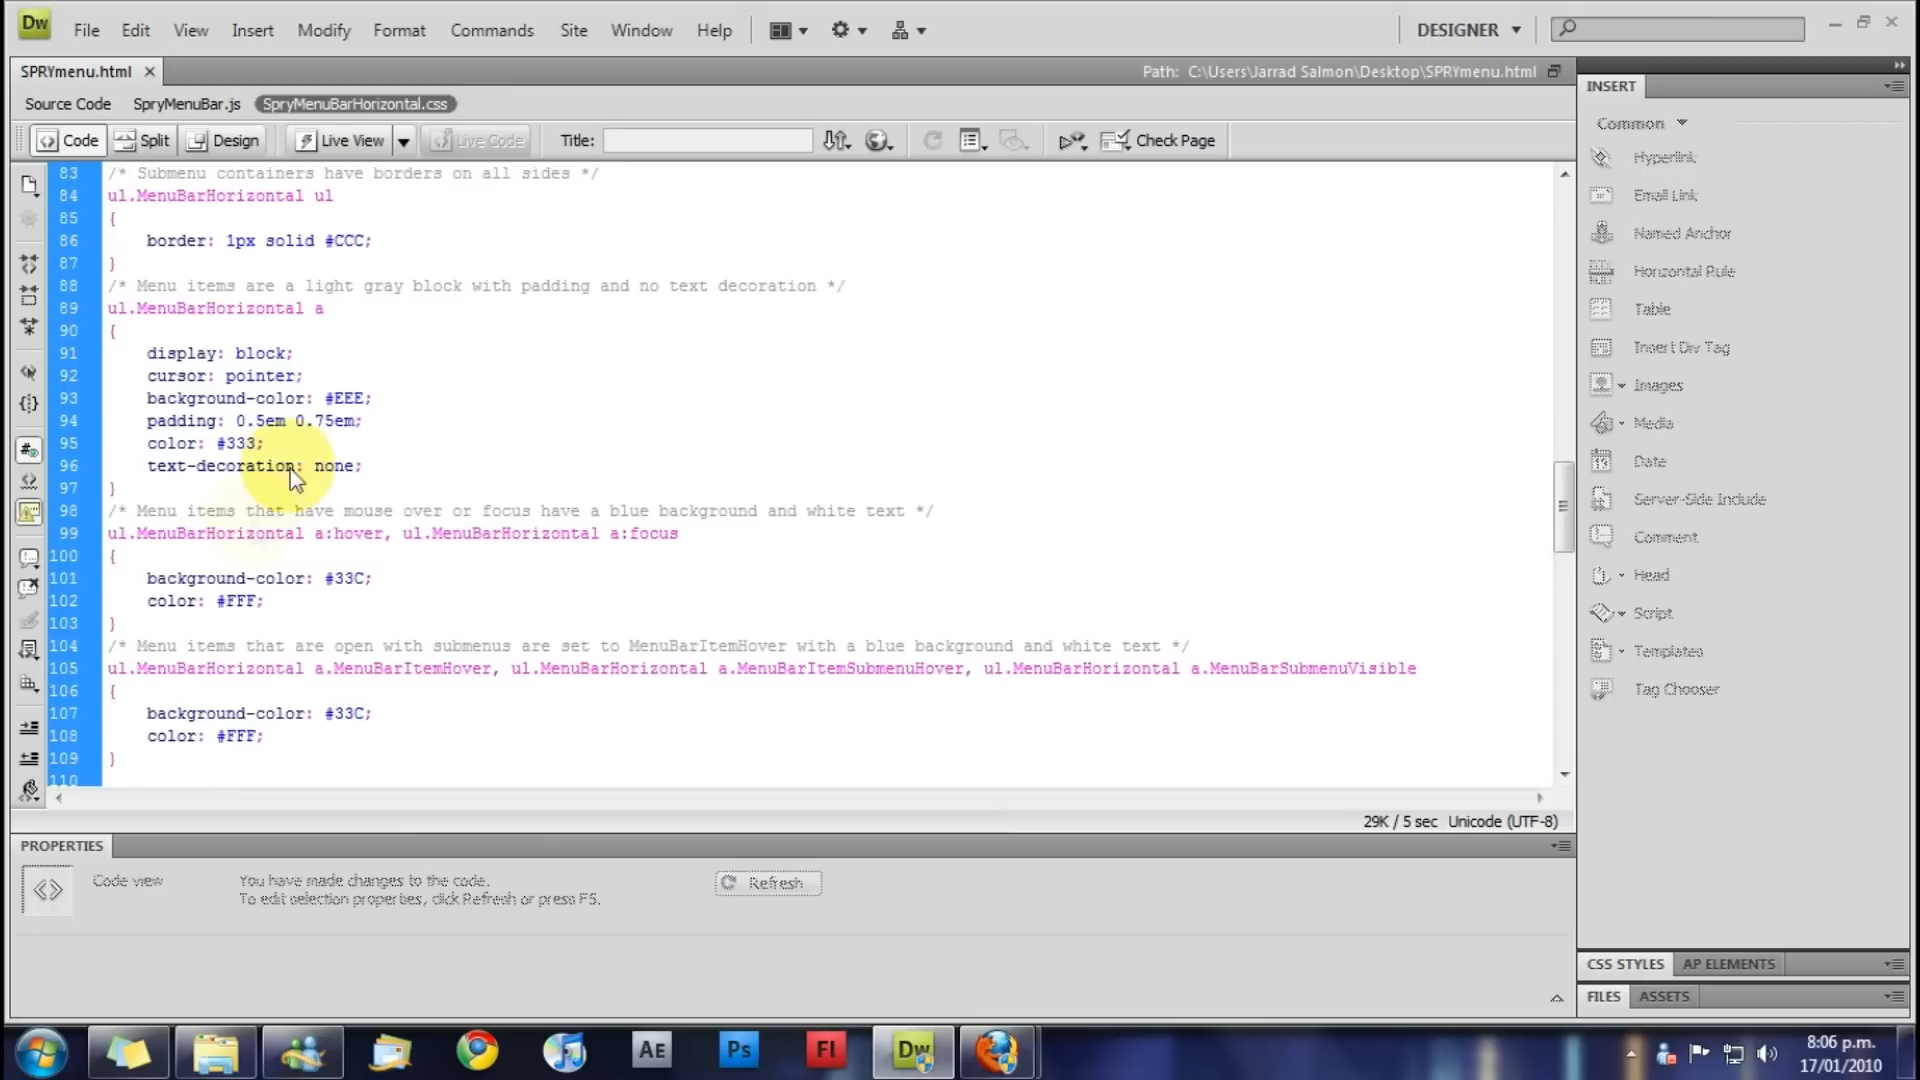 Dw File Edit View Insert Modify Format Commands Site Window Help DESIGNER
SPRYmenu.html Path: C:\Users\Jarrad Salmon\Desktop\SPRYmenu.html
Source Code SpryMenuBar.js SpryMenuBarHorizontal.css
Code Split Design Live View Live Code Title: Check Page
83 /* Submenu containers have borders on all sides */
84 ul.MenuBarHorizontal ul
85 {
86 border: 1px solid #CCC;
87 }
88 /* Menu items are a light gray block with padding and no text decoration */
89 ul.MenuBarHorizontal a
90 {
91 display: block;
92 cursor: pointer;
93 background-color: #EEE;
94 padding: 0.5em 0.75em;
95 color: #333;
96 text-decoration: none;
97 }
98 /* Menu items that have mouse over or focus have a blue background and white text */
99 ul.MenuBarHorizontal a:hover, ul.MenuBarHorizontal a:focus
100 {
101 background-color: #33C;
102 color: #FFF;
103 }
104 /* Menu items that are open with submenus are set to MenuBarItemHover with a blue background and white text */
105 ul.MenuBarHorizontal a.MenuBarItemHover, ul.MenuBarHorizontal a.MenuBarItemSubmenuHover, ul.MenuBarHorizontal a.MenuBarSubmenuVisible
106 {
107 background-color: #33C;
108 color: #FFF;
109 }
110
29K / 5 sec Unicode (UTF-8)
PROPERTIES
Code view You have made changes to the code.
To edit selection properties, click Refresh or press F5.
Refresh
INSERT
Common
Hyperlink
Email Link
Named Anchor
Horizontal Rule
Table
Insert Div Tag
Images
Media
Date
Server-Side Include
Comment
Head
Script
Templates
Tag Chooser
CSS STYLES AP ELEMENTS
FILES ASSETS
AE Ps Fl Dw
8:06 p.m.
17/01/2010